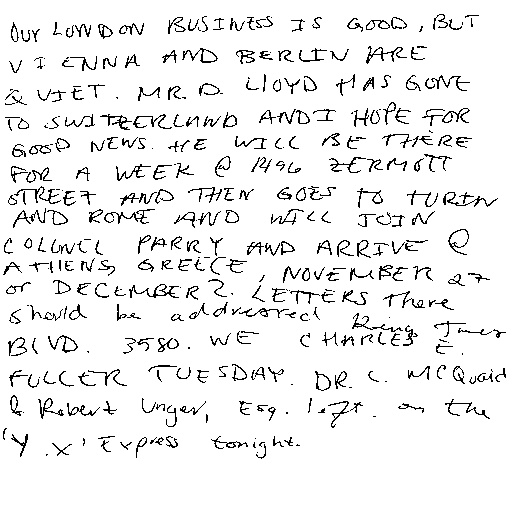 OUR LONDON BUSINESS IS GOOD, BUT
VIENNA AND BERLIN ARE
QUIET. MR. D. LLOYD HAS GONE
TO SWITZERLAND AND I HOPE FOR
GOOD NEWS. HE WILL BE THERE
FOR A WEEK @ 1496 ZERMOTT
STREET AND THEN GOES TO TURIN
AND ROME AND WILL JOIN
COLONEL PARRY AND ARRIVE @
ATHENS, GREECE, NOVEMBER 27
or DECEMBER 2. LETTERS there
should be addressed King James
BLVD. 3580. WE CHARLES E.
FULLER TUESDAY. DR. L. MCQuaid
& Robert Unger, Esq. left on the
'Y.X' Express tonight.